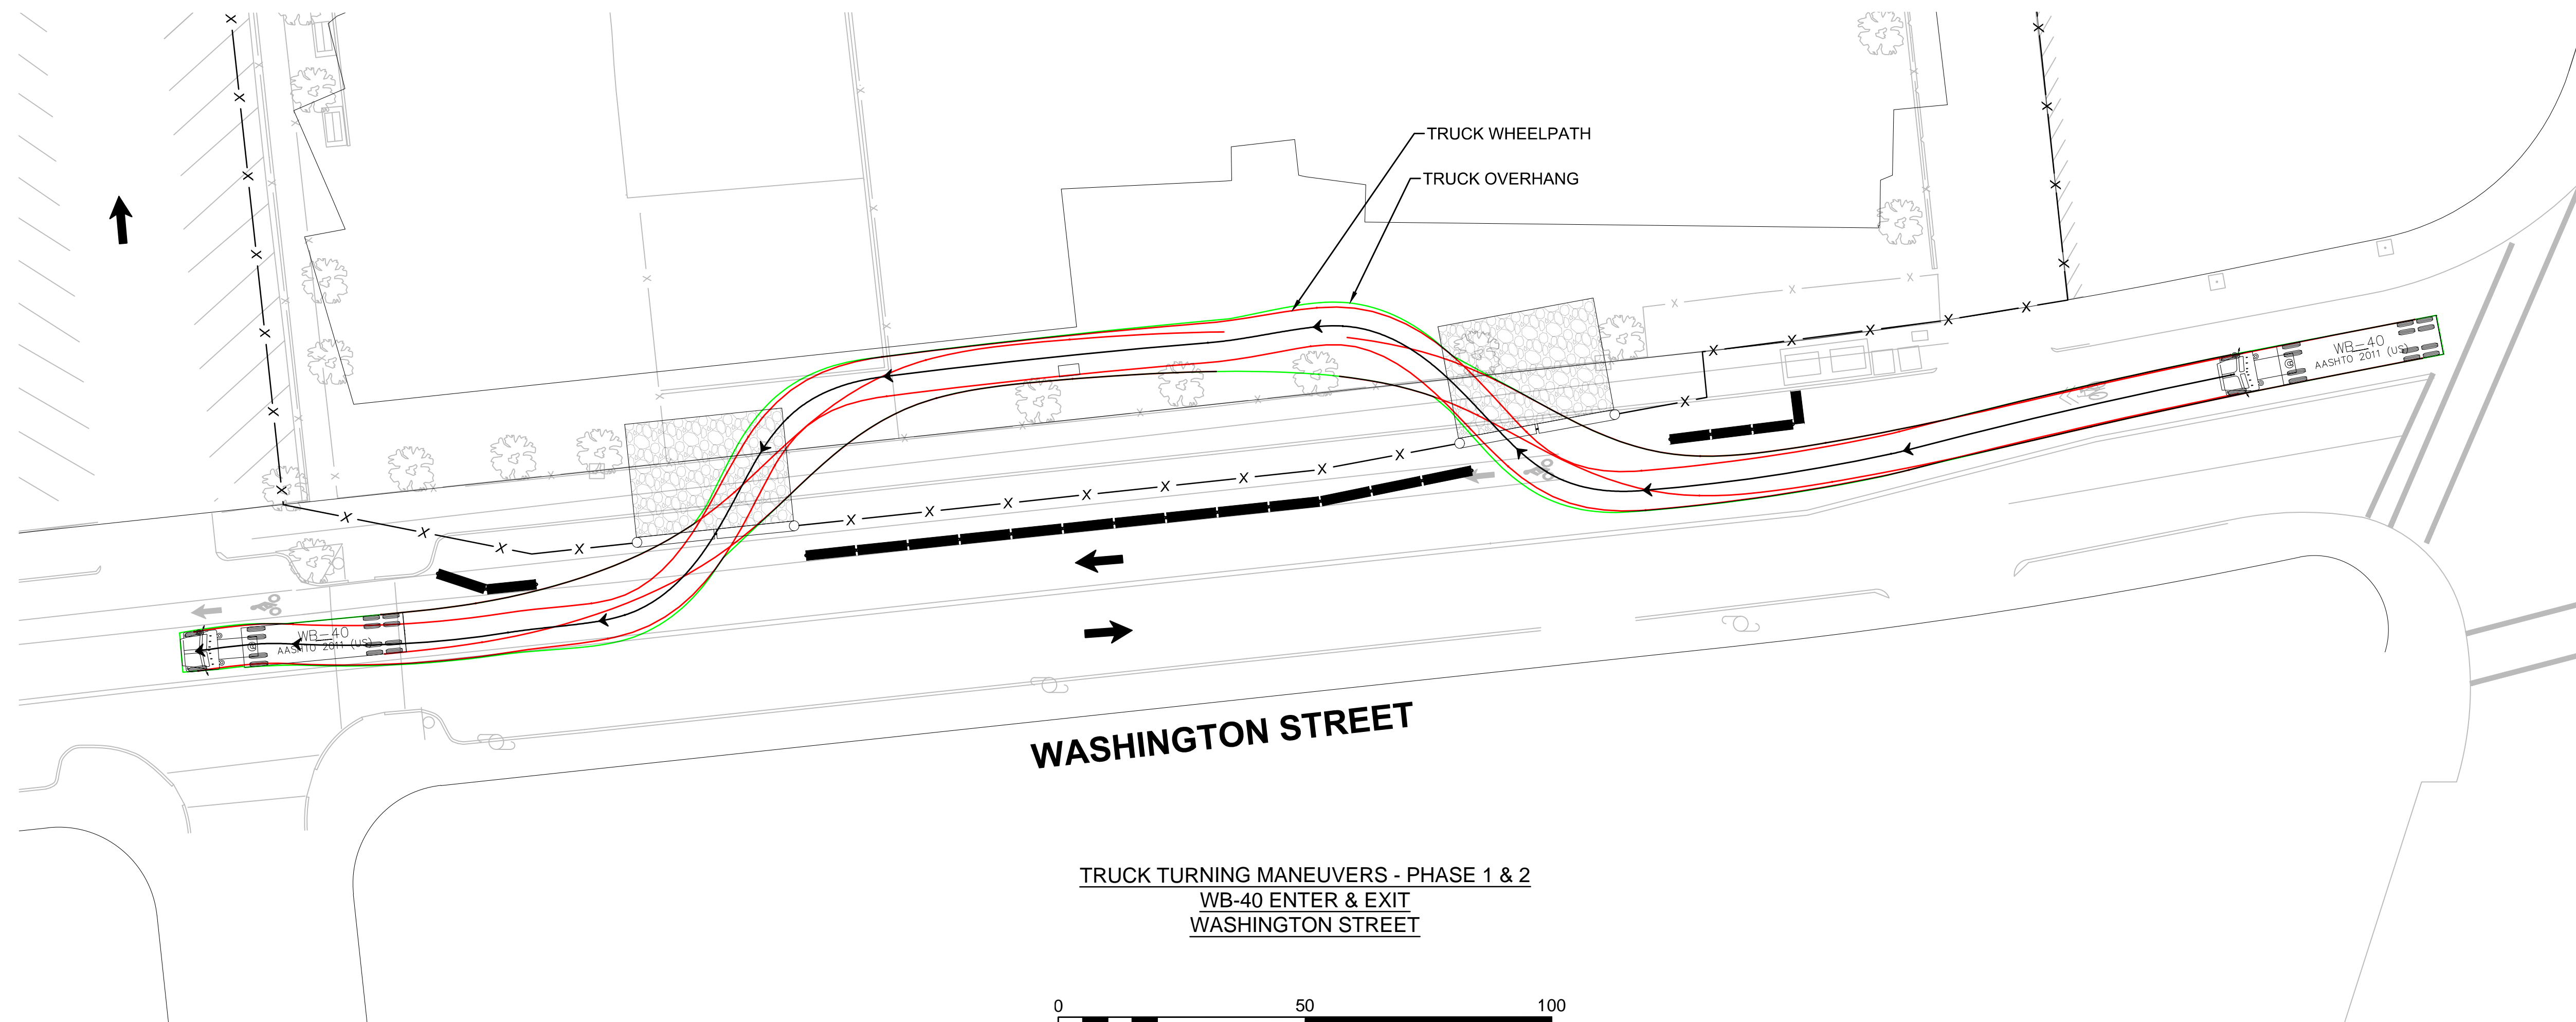 TRUCK WHEELPATH
TRUCK OVERHANG
WB-40
AASHTO 2011 (US)
WB-40
AASHTO 2011 (US)
WASHINGTON STREET
TRUCK TURNING MANEUVERS - PHASE 1 & 2
WB-40 ENTER & EXIT
WASHINGTON STREET
0 50 100